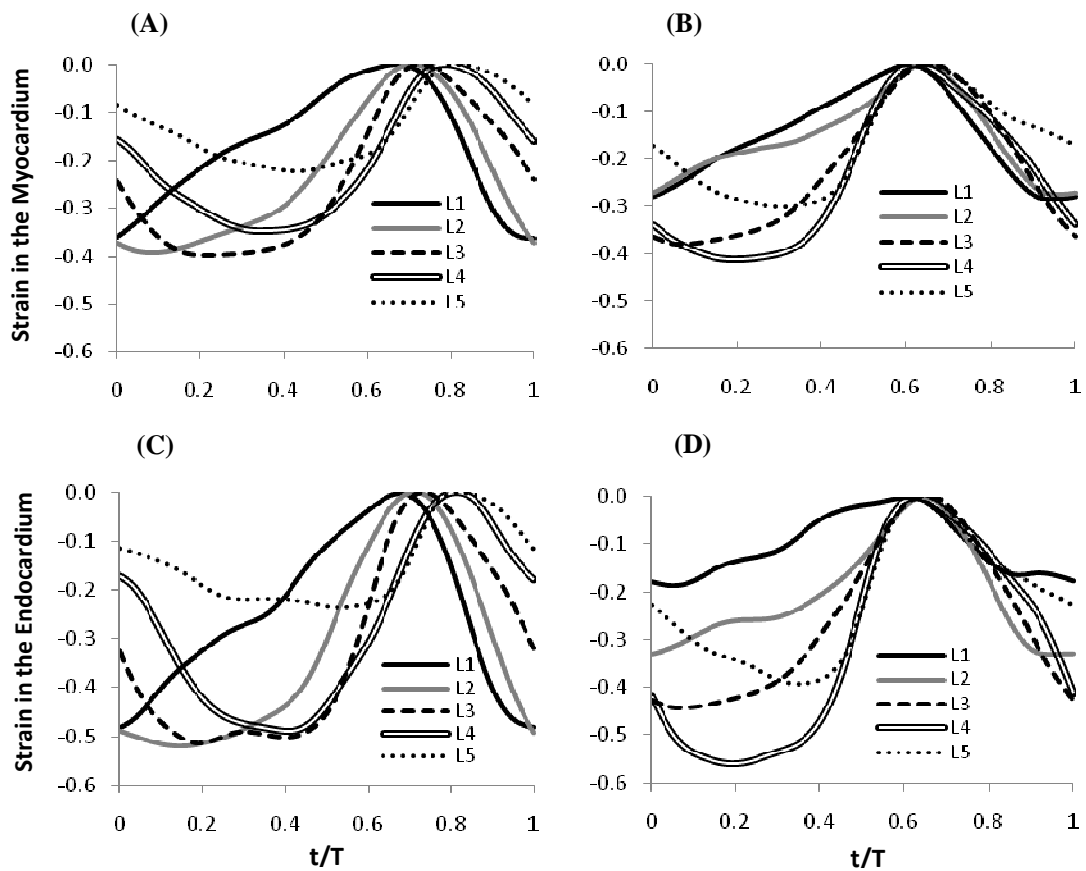 (A)
(B)
Strain in the Myocardium
0.0
-0.1
-0.2
-0.3
-0.4
-0.5
-0.6
0 0.2 0.4 0.6 0.8 1
L1
L2
L3
L4
L5
0.0
-0.1
-0.2
-0.3
-0.4
-0.5
-0.6
0 0.2 0.4 0.6 0.8 1
L1
L2
L3
L4
L5
(C)
(D)
Strain in the Endocardium
0.0
-0.1
-0.2
-0.3
-0.4
-0.5
-0.6
0 0.2 0.4 0.6 0.8 1
t/T
L1
L2
L3
L4
L5
0.0
-0.1
-0.2
-0.3
-0.4
-0.5
-0.6
0 0.2 0.4 0.6 0.8 1
t/T
L1
L2
L3
L4
L5